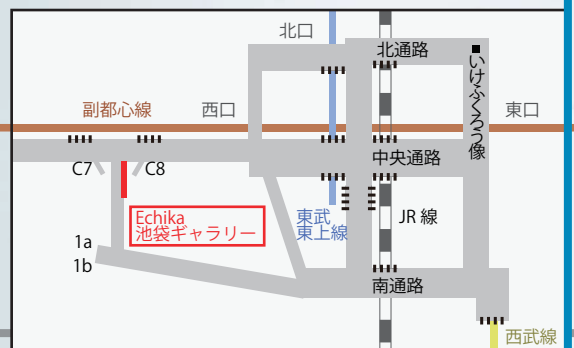 北口
北通路
■いけふくろう像
副都心線
西口
東口
中央通路
C7
C8
Echika
池袋ギャラリー
東武
東上線
JR 線
1a
1b
南通路
西武線